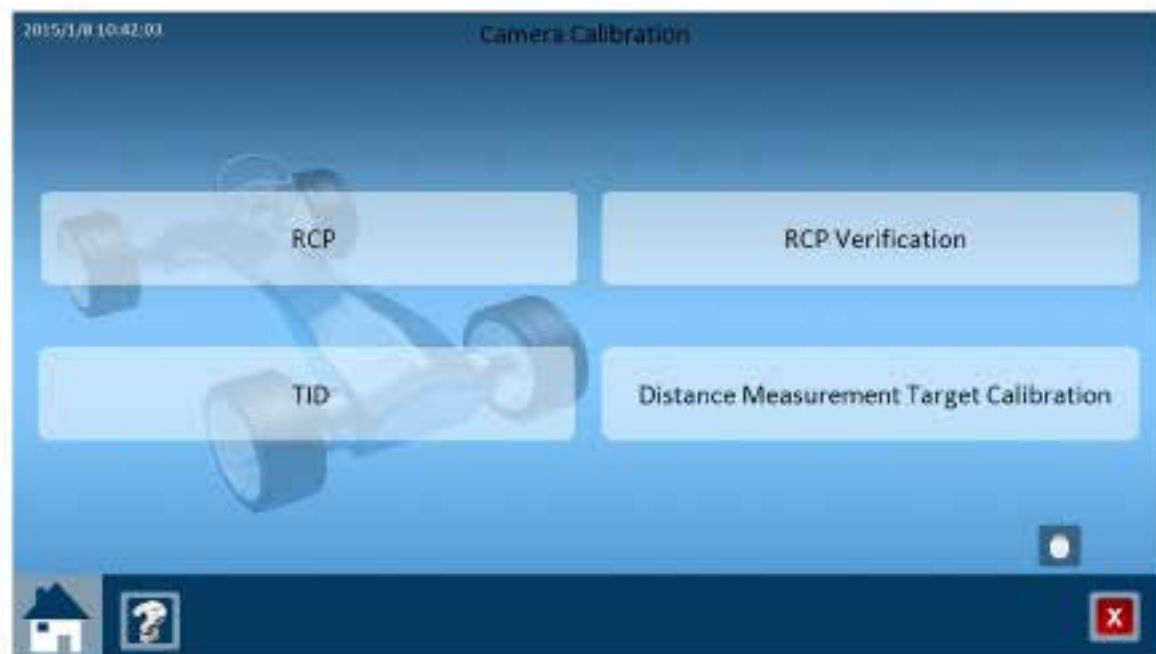 2015/1/8 10:42:03
Camera Calibration
RCP
RCP Verification
TID
Distance Measurement Target Calibration
?
X